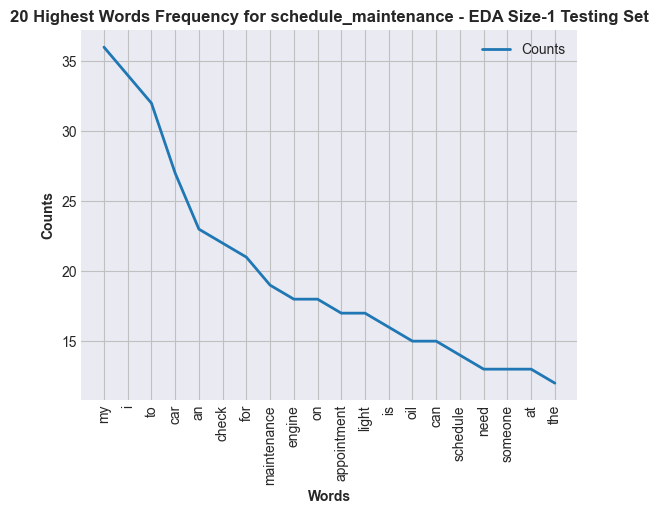 20 Highest Words Frequency for schedule_maintenance - EDA Size-1 Testing Set
Counts
35
30
25
20
15
Counts
my
i
to
car
an
check
for
maintenance
engine
on
appointment
light
is
oil
can
schedule
need
someone
at
the
Words